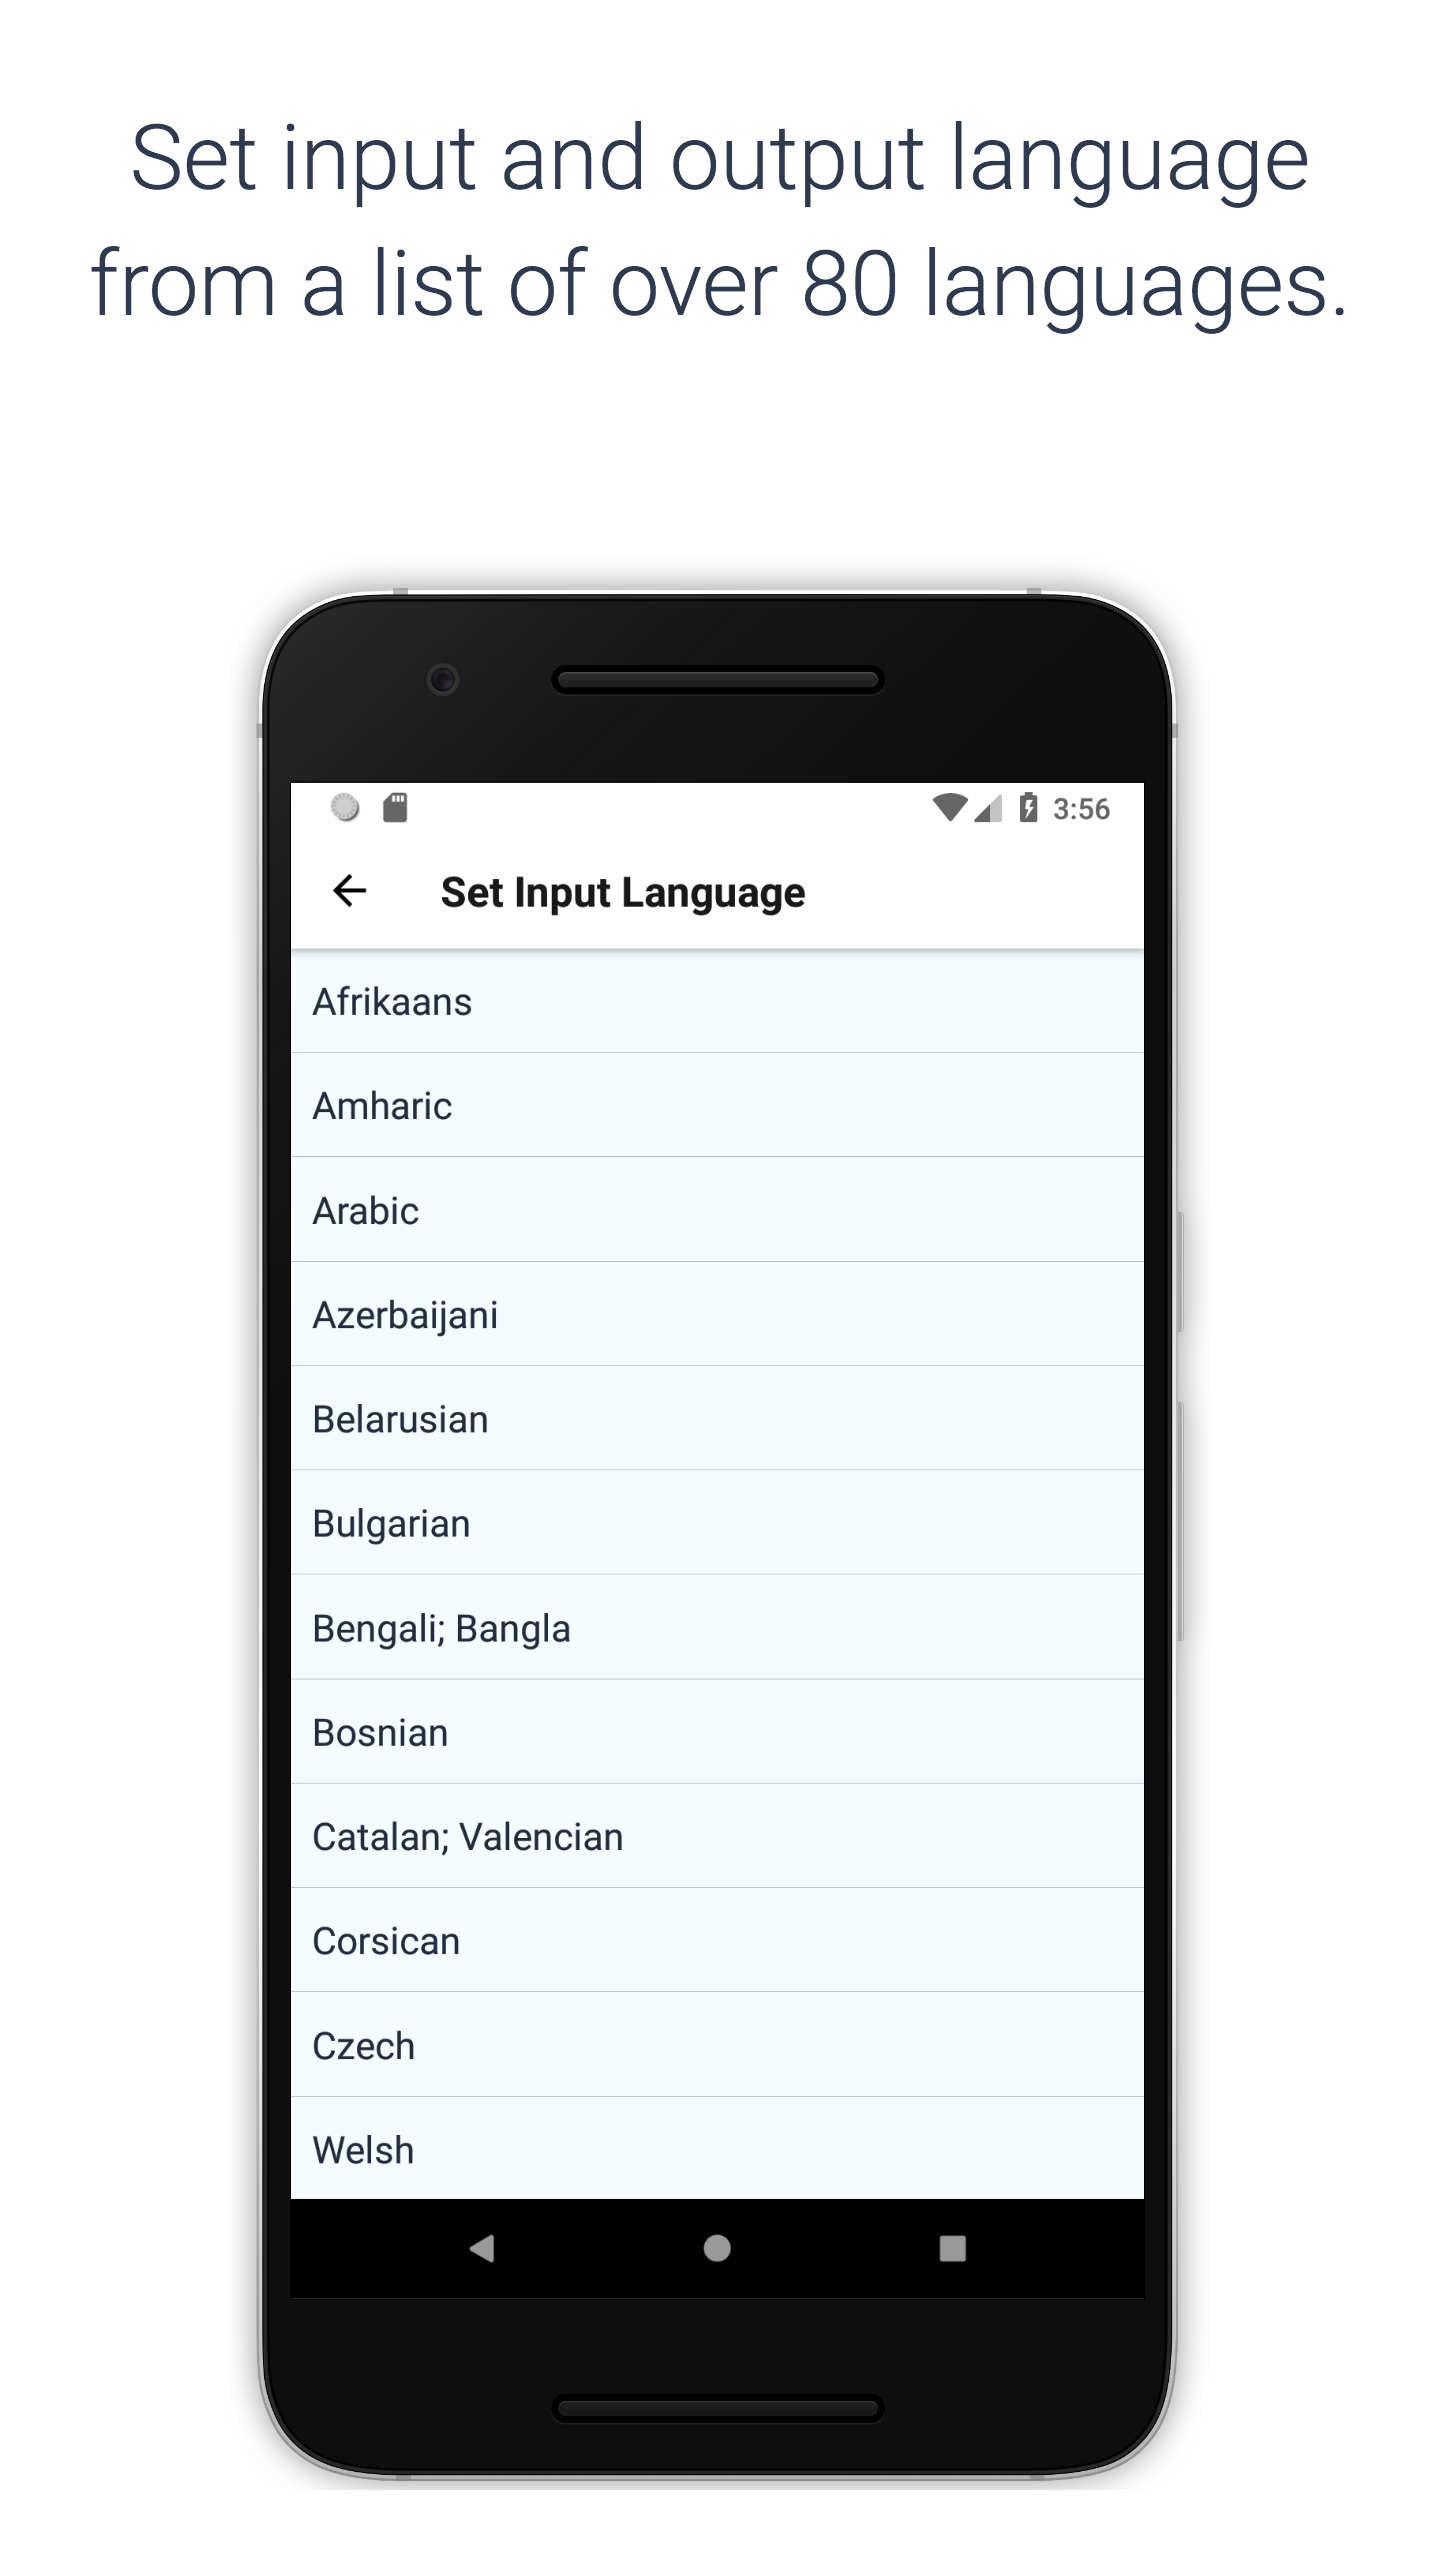 Set input and output language
from a list of over 80 languages.
3:56
Set Input Language
Afrikaans
Amharic
Arabic
Azerbaijani
Belarusian
Bulgarian
Bengali; Bangla
Bosnian
Catalan; Valencian
Corsican
Czech
Welsh